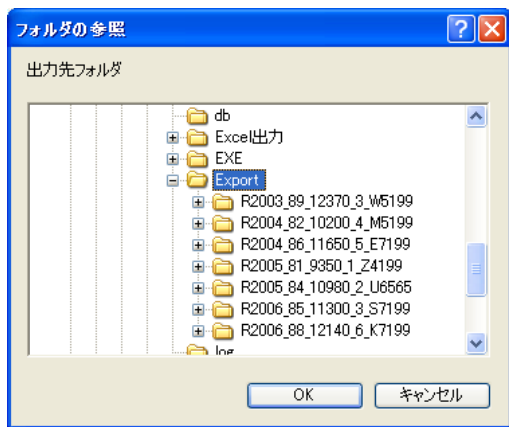 フォルダの参照
出力先フォルダ
db
Excel出力
EXE
Export
R2003_89_12370_3_W5199
R2004_82_10200_4_M5199
R2004_86_11650_5_E7199
R2005_81_9350_1_Z4199
R2005_84_10980_2_U6565
R2006_85_11300_3_S7199
R2006_88_12140_6_K7199
log
OK キャンセル